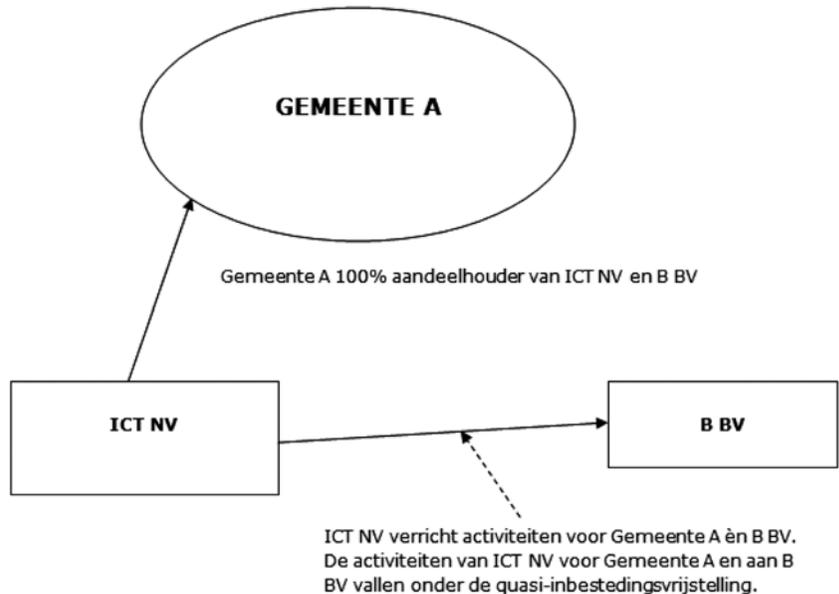 GEMEENTE A
Gemeente A 100% aandeelhouder van ICT NV en B BV
ICT NV
B BV
ICT NV verricht activiteiten voor Gemeente A èn B BV.
De activiteiten van ICT NV voor Gemeente A en aan B
BV vallen onder de quasi-inbestedingsvrijstelling.